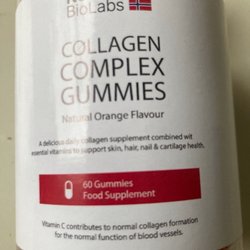 BioLabs
COLLAGEN
COMPLEX
GUMMIES
Natural Orange Flavour
A delicious daily collagen supplement combined wit
essential vitamins to support skin, hair, nail & cartilage health.
60 Gummies
Food Supplement
Vitamin C contributes to normal collagen formation
for the normal function of blood vessels.